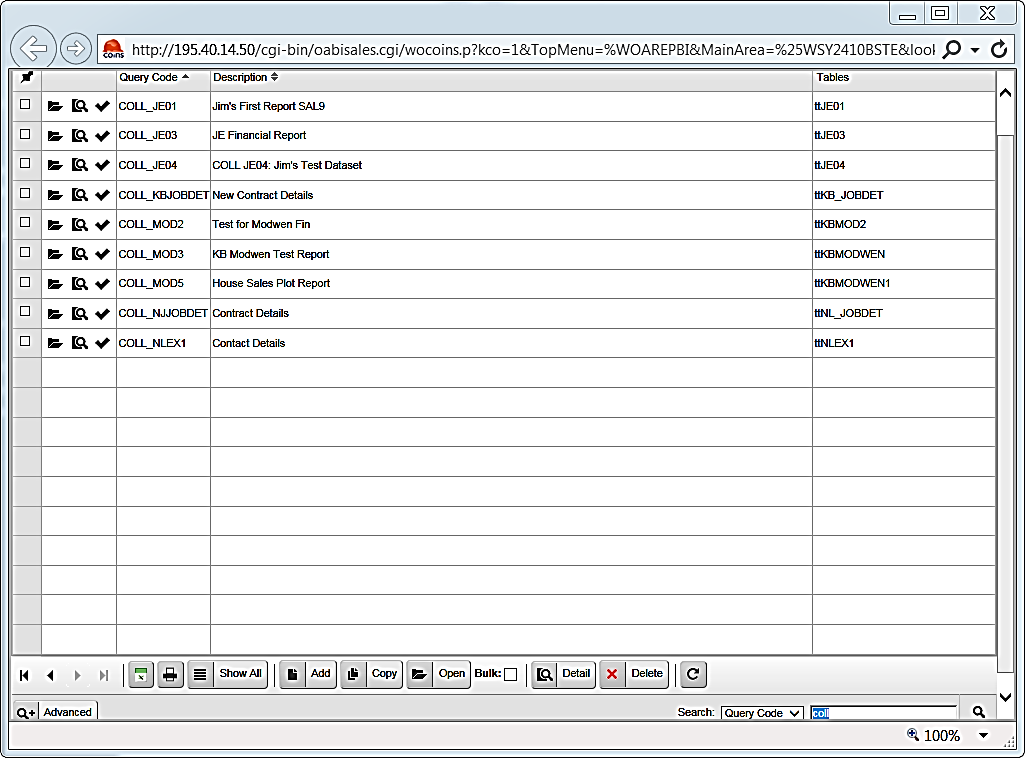 coins http://195.40.14.50/cgi-bin/oabisales.cgi/wocoins.p?kco=1&TopMenu=%WOAREPBI&MainArea=%25WSY2410BSTE&lool
Query Code Description Tables
COLL_JE01 Jim's First Report SAL9 ttJE01
COLL_JE03 JE Financial Report ttJE03
COLL_JE04 COLL JE04: Jim's Test Dataset ttJE04
COLL_KBJOBDET New Contract Details ttKB_JOBDET
COLL_MOD2 Test for Modwen Fin ttKBMOD2
COLL_MOD3 KB Modwen Test Report ttKBMODWEN
COLL_MOD5 House Sales Plot Report ttKBMODWEN1
COLL_NJJOBDET Contract Details ttNL_JOBDET
COLL_NLEX1 Contact Details ttNLEX1
Show All Add Copy Open Bulk: Detail Delete
Advanced Search: Query Code coll
100%